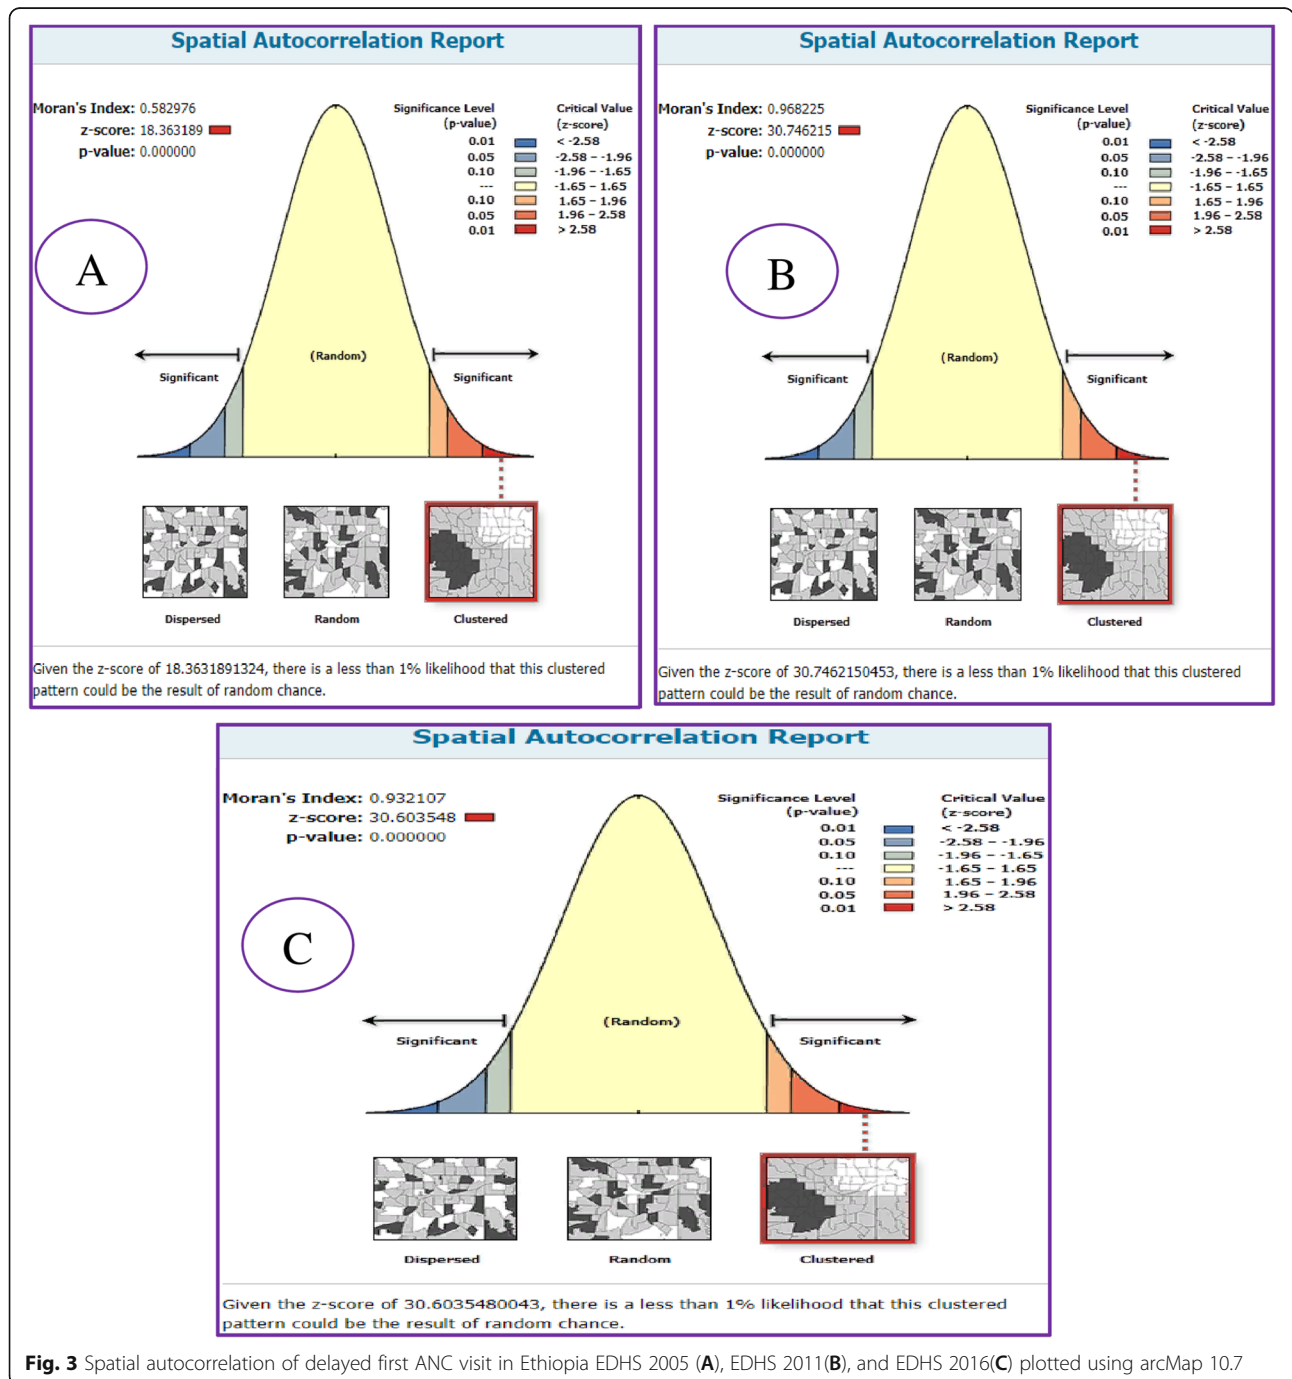 Spatial Autocorrelation Report
Moran's Index: 0.582976
z-score: 18.363189
p-value: 0.000000
Significance Level (p-value)
Critical Value (z-score)
0.01 < -2.58
0.05 -2.58 – -1.96
0.10 -1.96 – -1.65
--- -1.65 – 1.65
0.10 1.65 – 1.96
0.05 1.96 – 2.58
0.01 > 2.58
A
(Random)
Significant
Significant
Dispersed
Random
Clustered
Given the z-score of 18.3631891324, there is a less than 1% likelihood that this clustered
pattern could be the result of random chance.
Spatial Autocorrelation Report
Moran's Index: 0.968225
z-score: 30.746215
p-value: 0.000000
Significance Level (p-value)
Critical Value (z-score)
0.01 < -2.58
0.05 -2.58 – -1.96
0.10 -1.96 – -1.65
--- -1.65 – 1.65
0.10 1.65 – 1.96
0.05 1.96 – 2.58
0.01 > 2.58
B
(Random)
Significant
Significant
Dispersed
Random
Clustered
Given the z-score of 30.7462150453, there is a less than 1% likelihood that this clustered
pattern could be the result of random chance.
Spatial Autocorrelation Report
Moran's Index: 0.932107
z-score: 30.603548
p-value: 0.000000
Significance Level (p-value)
Critical Value (z-score)
0.01 < -2.58
0.05 -2.58 – -1.96
0.10 -1.96 – -1.65
--- -1.65 – 1.65
0.10 1.65 – 1.96
0.05 1.96 – 2.58
0.01 > 2.58
C
(Random)
Significant
Significant
Dispersed
Random
Clustered
Given the z-score of 30.6035480043, there is a less than 1% likelihood that this clustered
pattern could be the result of random chance.
Fig. 3 Spatial autocorrelation of delayed first ANC visit in Ethiopia EDHS 2005 (A), EDHS 2011(B), and EDHS 2016(C) plotted using arcMap 10.7